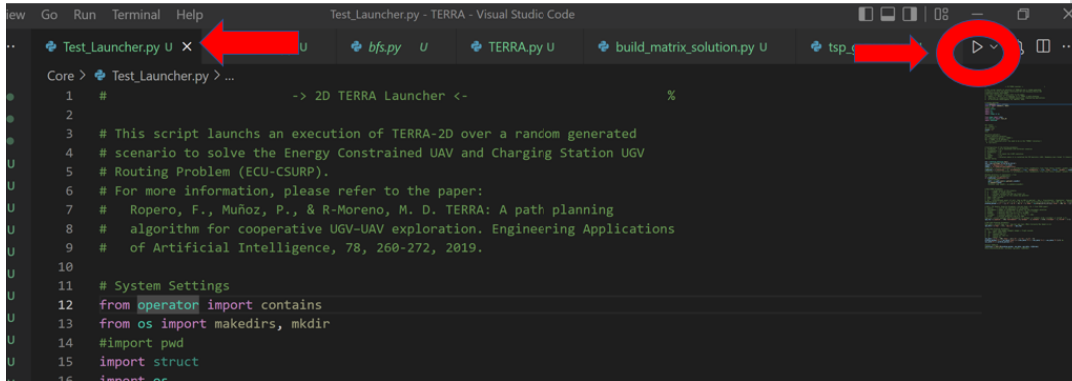 iew Go Run Terminal Help Test_Launcher.py - TERRA - Visual Studio Code
Test_Launcher.py U U bfs.py U TERRA.py U build_matrix_solution.py U
Core > Test_Launcher.py > ...
1 # -> 2D TERRA Launcher <- %
2
3 # This script launchs an execution of TERRA-2D over a random generated
4 # scenario to solve the Energy Constrained UAV and Charging Station UGV
5 # Routing Problem (ECU-CSURP).
6 # For more information, please refer to the paper:
7 # Ropero, F., Muñoz, P., & R-Moreno, M. D. TERRA: A path planning
8 # algorithm for cooperative UGV–UAV exploration. Engineering Applications
9 # of Artificial Intelligence, 78, 260-272, 2019.
10
11 # System Settings
12 from operator import contains
13 from os import makedirs, mkdir
14 #import pwd
15 import struct
16 import os
U
U
U
U
U
U
U
U
U